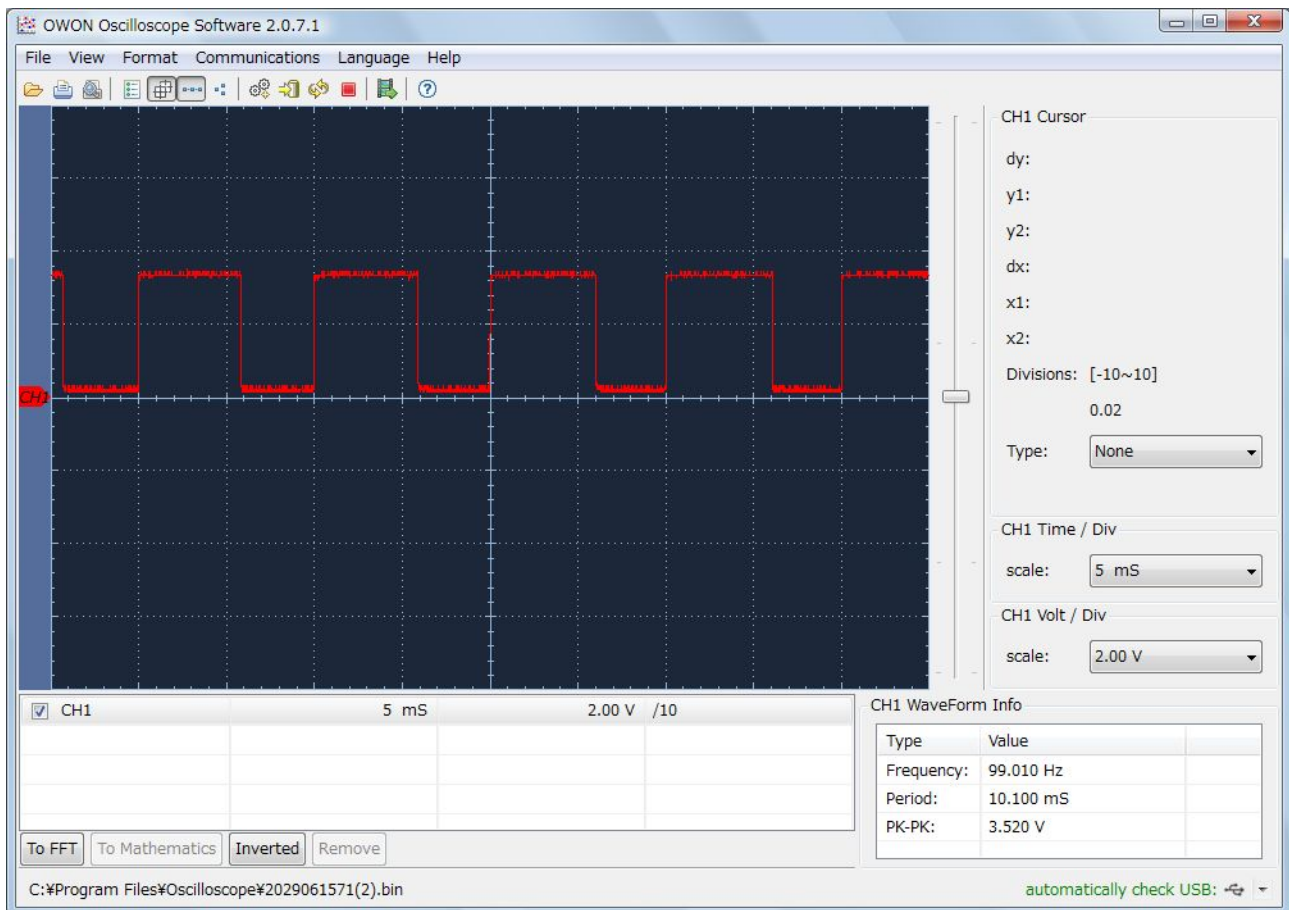 OWON Oscilloscope Software 2.0.7.1
File View Format Communications Language Help
CH1 Cursor
dy:
y1:
y2:
dx:
x1:
x2:
Divisions: [-10~10]
0.02
Type: None
CH1
CH1 Time / Div
scale: 5 mS
CH1 Volt / Div
scale: 2.00 V
CH1 5 mS 2.00 V /10
CH1 WaveForm Info
Type Value
Frequency: 99.010 Hz
Period: 10.100 mS
PK-PK: 3.520 V
To FFT To Mathematics Inverted Remove
C:¥Program Files¥Oscilloscope¥2029061571(2).bin
automatically check USB: